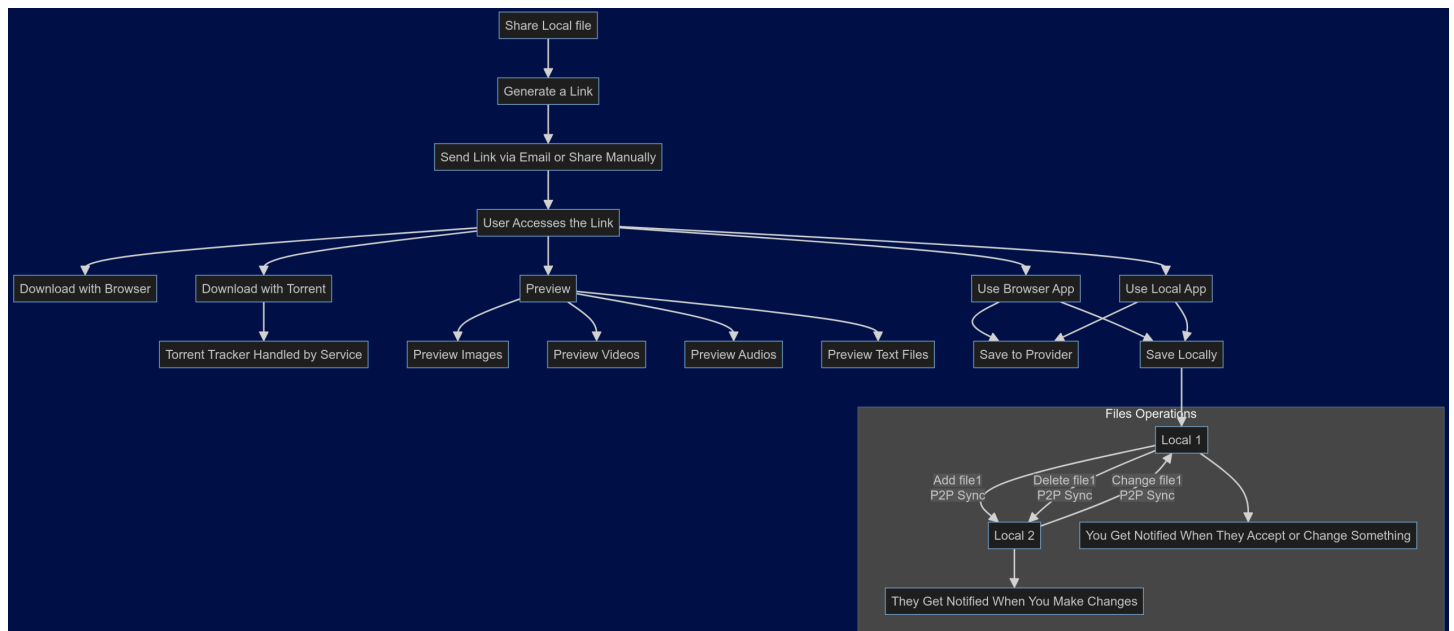 Share Local file
Generate a Link
Send Link via Email or Share Manually
User Accesses the Link
Download with Browser
Download with Torrent
Preview
Use Browser App
Use Local App
Torrent Tracker Handled by Service
Preview Images
Preview Videos
Preview Audios
Preview Text Files
Save to Provider
Save Locally
Files Operations
Local 1
Add file1
P2P Sync
Delete file1
P2P Sync
Change file1
P2P Sync
Local 2
You Get Notified When They Accept or Change Something
They Get Notified When You Make Changes